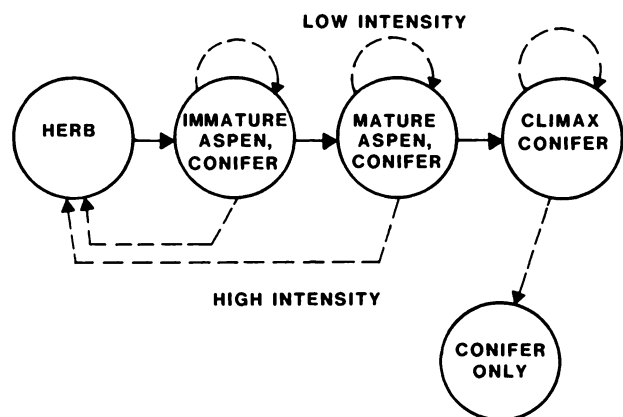 LOW INTENSITY
HERB
IMMATURE
ASPEN,
CONIFER
MATURE
ASPEN,
CONIFER
CLIMAX
CONIFER
HIGH INTENSITY
CONIFER
ONLY